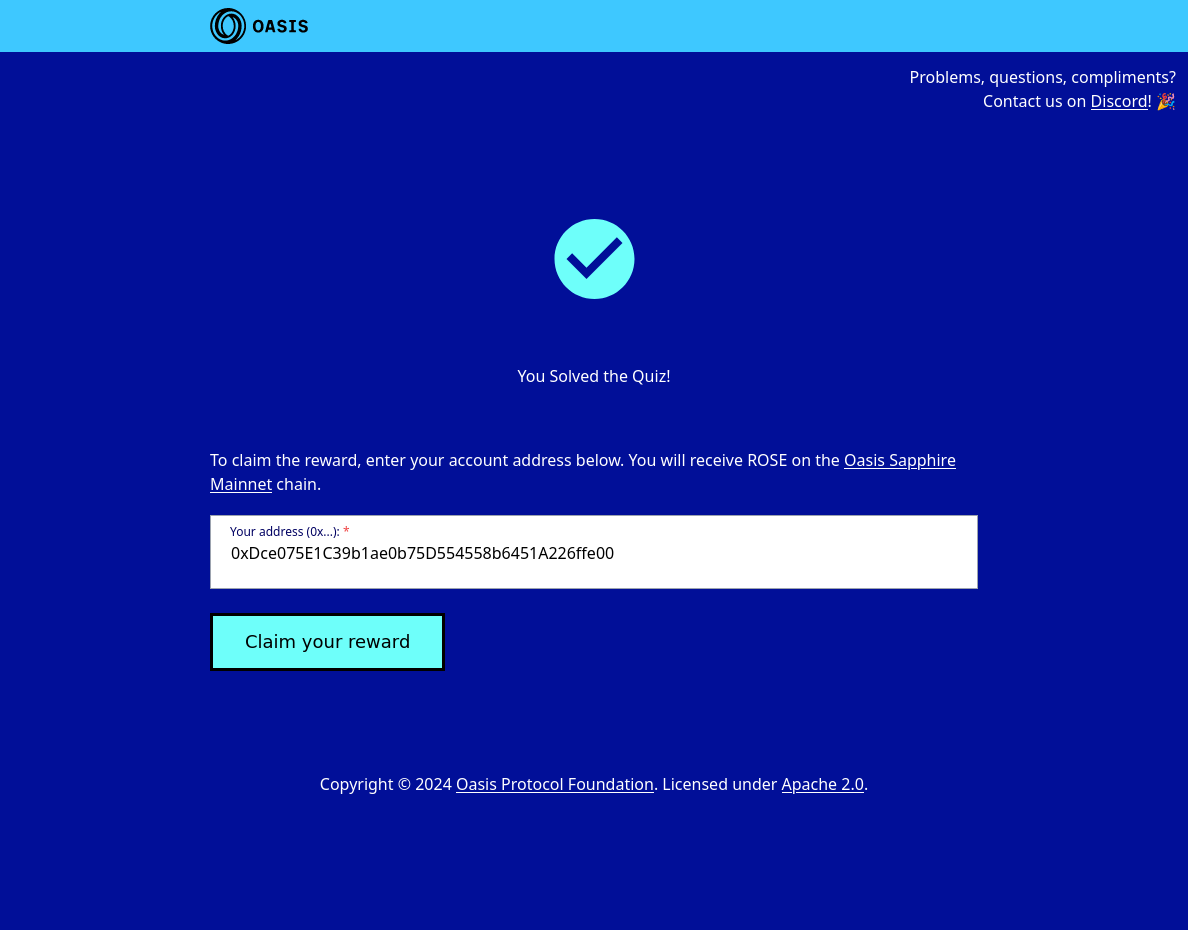 OASIS
Problems, questions, compliments?
Contact us on Discord! 🎉
You Solved the Quiz!
To claim the reward, enter your account address below. You will receive ROSE on the Oasis Sapphire
Mainnet chain.
Your address (0x...): *
0xDce075E1C39b1ae0b75D554558b6451A226ffe00
Claim your reward
Copyright © 2024 Oasis Protocol Foundation. Licensed under Apache 2.0.